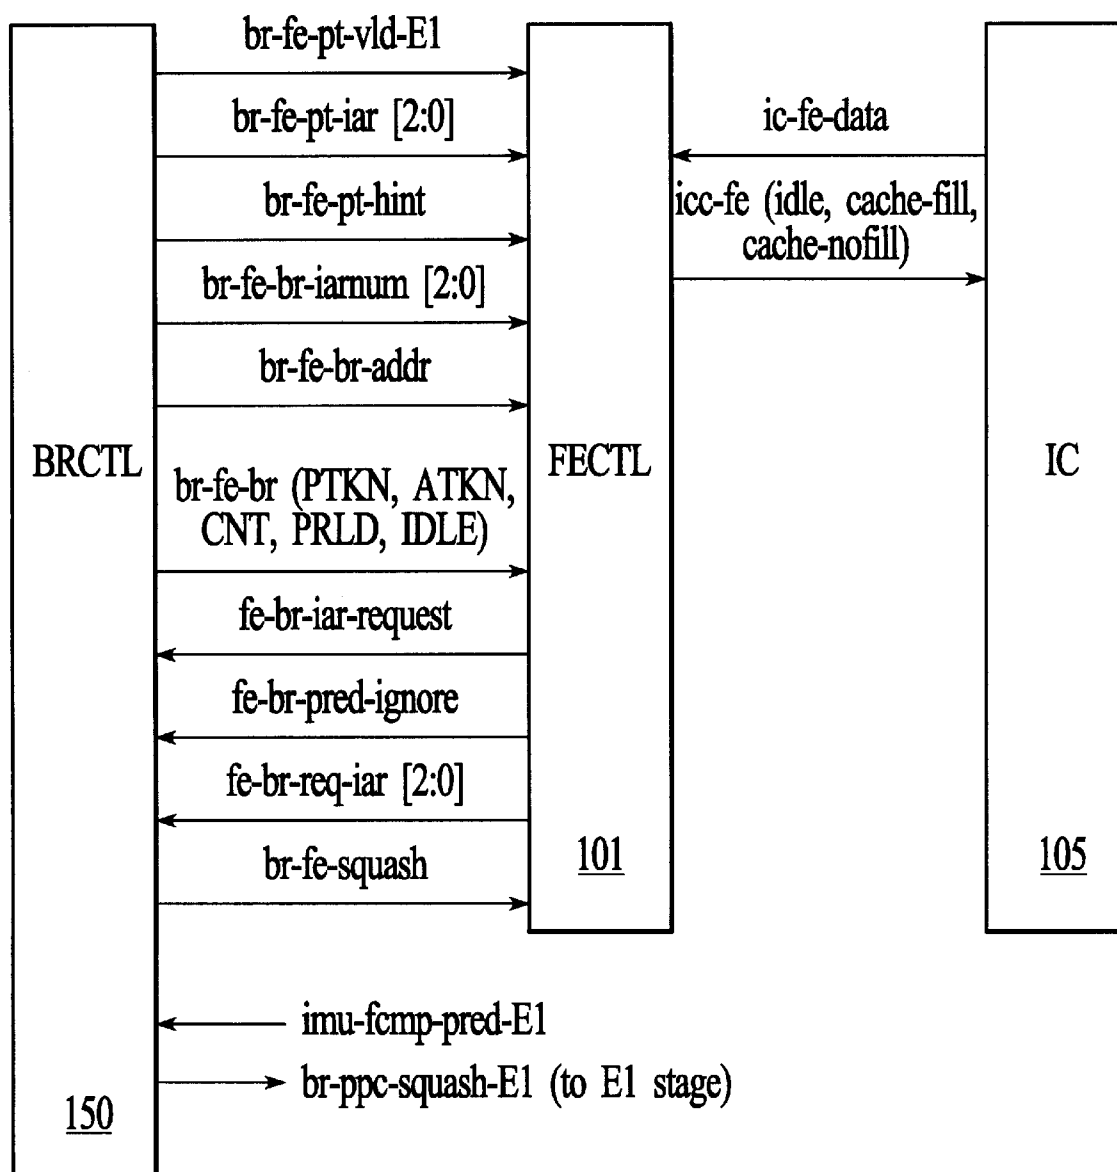 br-fe-pt-vld-E1
br-fe-pt-iar [2:0]
br-fe-pt-hint
br-fe-br-iarnum [2:0]
br-fe-br-addr
BRCTL
br-fe-br (PTKN, ATKN,
CNT, PRLD, IDLE)
fe-br-iar-request
fe-br-pred-ignore
fe-br-req-iar [2:0]
br-fe-squash
FECTL
101
ic-fe-data
icc-fe (idle, cache-fill,
cache-nofill)
IC
105
imu-fcmp-pred-E1
br-ppc-squash-E1 (to E1 stage)
150